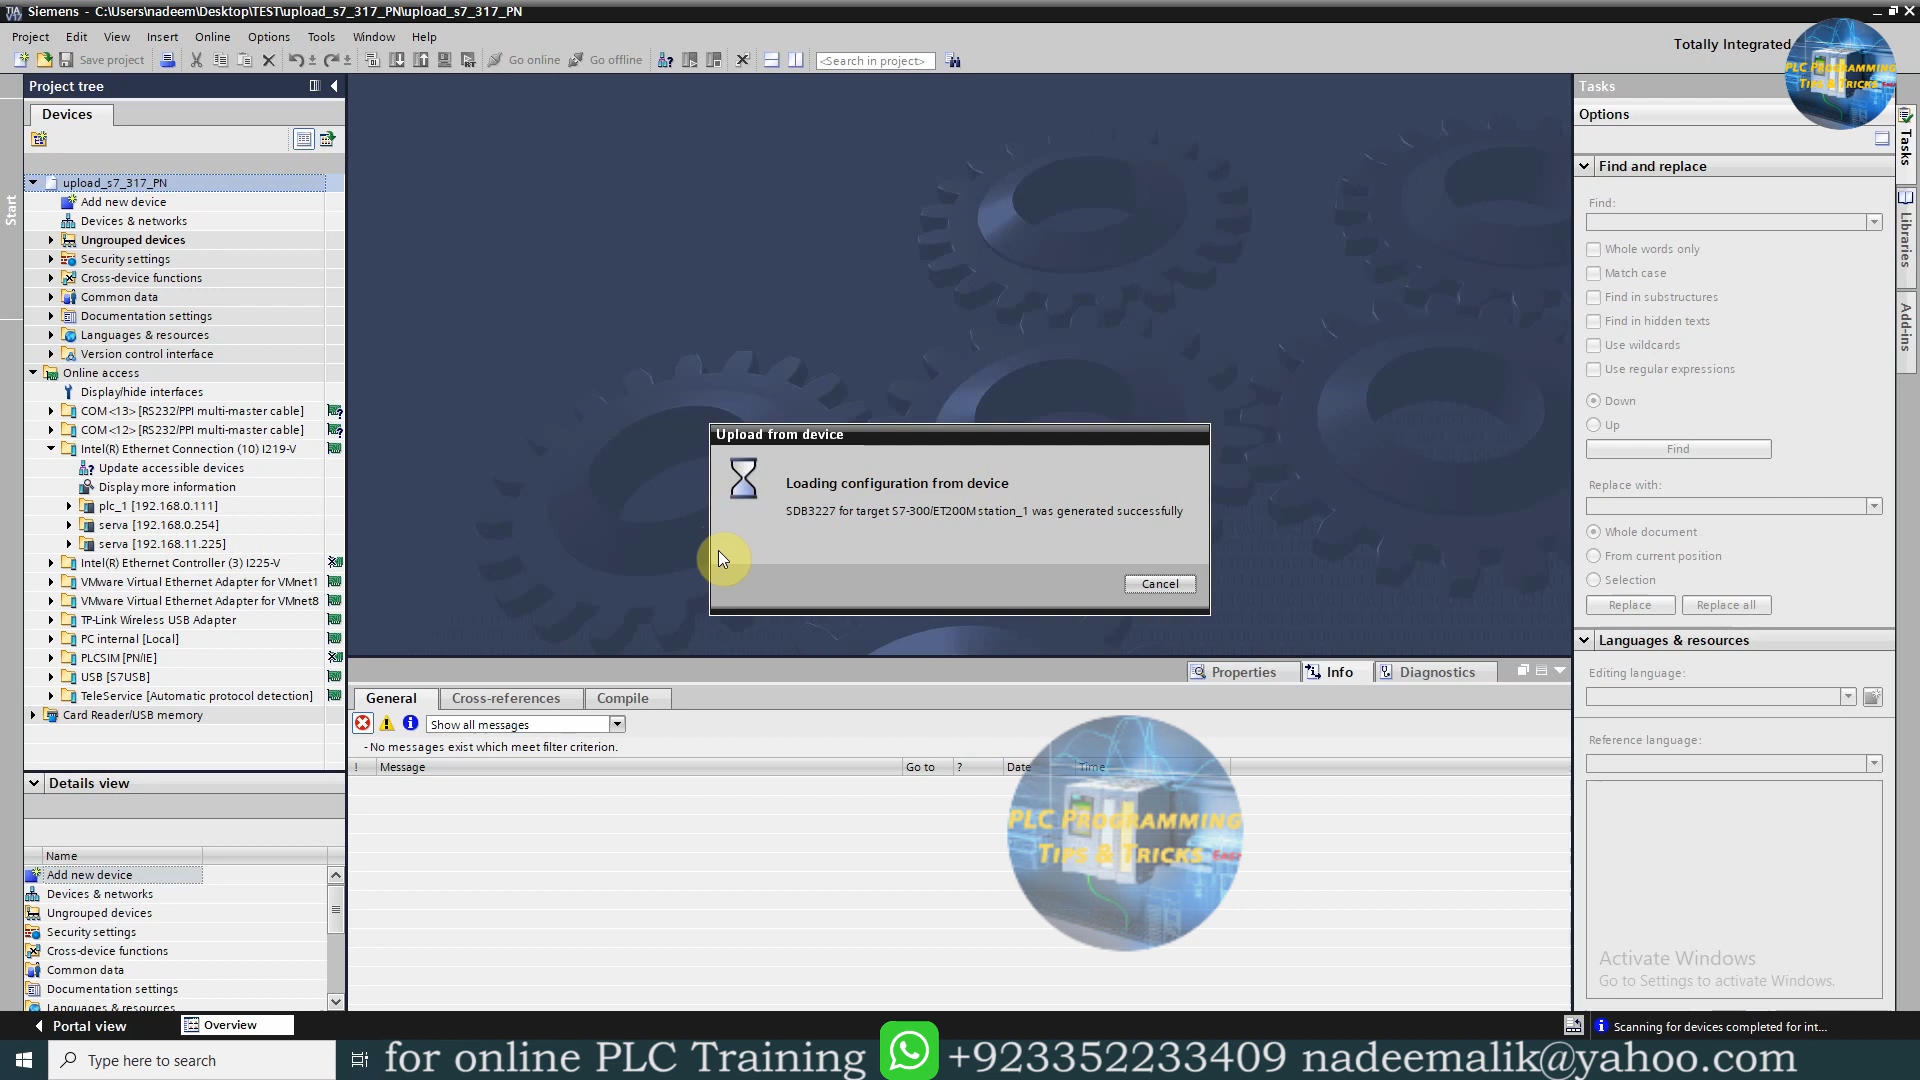 Siemens - C:\Users\nadeem\Desktop\TEST\upload_s7_317_PN\upload_s7_317_PN
Project Edit View Insert Online Options Tools Window Help
Totally Integrated
Save project
Go online
Go offline
<Search in project>
PLC PROGRAMMING
TIPS & TRICKS
Project tree
Devices
Start
upload_s7_317_PN
Add new device
Devices & networks
Ungrouped devices
Security settings
Cross-device functions
Common data
Documentation settings
Languages & resources
Version control interface
Online access
Display/hide interfaces
COM <13> [RS232/PPI multi-master cable]
COM <12> [RS232/PPI multi-master cable]
Intel(R) Ethernet Connection (10) I219-V
Update accessible devices
Display more information
plc_1 [192.168.0.111]
serva [192.168.0.254]
serva [192.168.11.225]
Intel(R) Ethernet Controller (3) I225-V
VMware Virtual Ethernet Adapter for VMnet1
VMware Virtual Ethernet Adapter for VMnet8
TP-Link Wireless USB Adapter
PC internal [Local]
PLCSIM [PN/IE]
USB [S7USB]
TeleService [Automatic protocol detection]
Card Reader/USB memory
Details view
Name
Add new device
Devices & networks
Ungrouped devices
Security settings
Cross-device functions
Common data
Documentation settings
Languages & resources
Upload from device
Loading configuration from device
SDB3227 for target S7-300/ET200M station_1 was generated successfully
Cancel
Properties
Info
Diagnostics
General
Cross-references
Compile
Show all messages
- No messages exist which meet filter criterion.
! Message Go to ? Date Time
PLC PROGRAMMING
TIPS & TRICKS EASY
Tasks
Options
Find and replace
Find:
Whole words only
Match case
Find in substructures
Find in hidden texts
Use wildcards
Use regular expressions
Down
Up
Find
Replace with:
Whole document
From current position
Selection
Replace
Replace all
Languages & resources
Editing language:
Reference language:
Activate Windows
Go to Settings to activate Windows.
Tasks
Libraries
Add-ins
Portal view
Overview
Scanning for devices completed for int...
Type here to search
for online PLC Training +923352233409 nadeemalik@yahoo.com